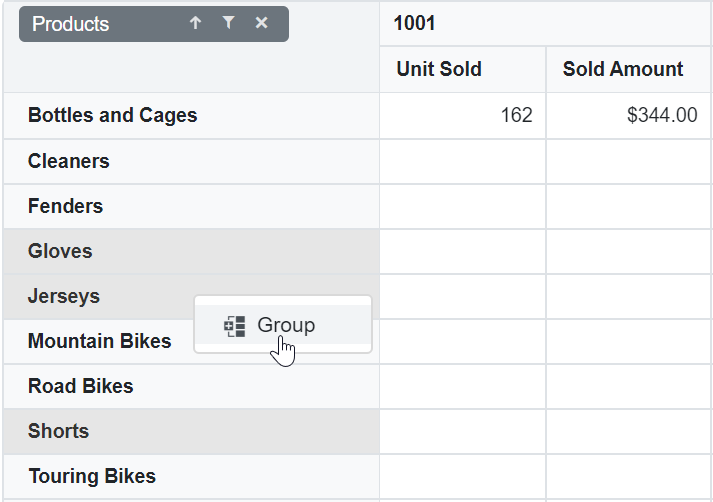 Products 1001
Unit Sold Sold Amount
Bottles and Cages 162 $344.00
Cleaners
Fenders
Gloves
Jerseys
Group
Mountain Bikes
Road Bikes
Shorts
Touring Bikes